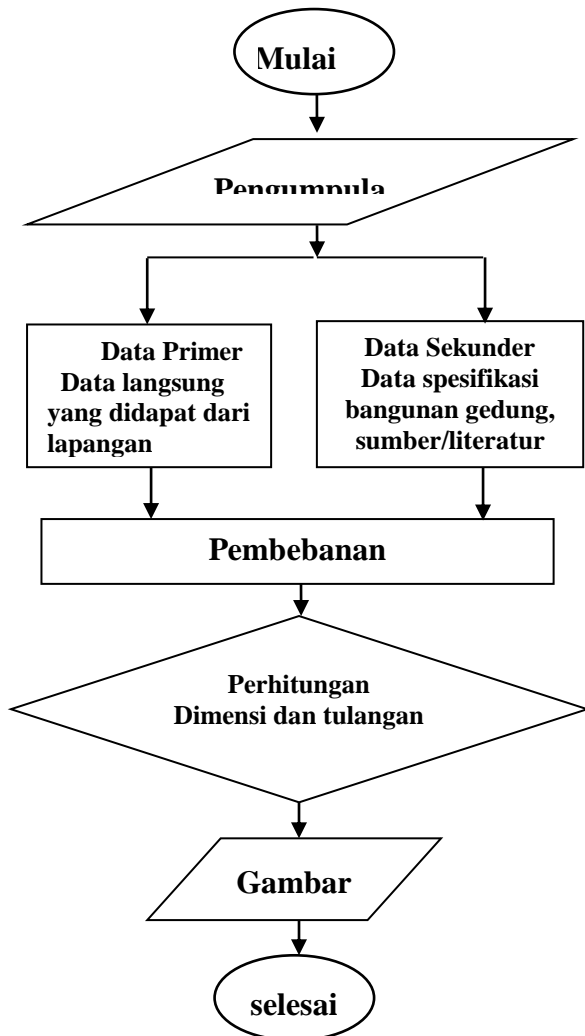 Mulai
Pengumpula
Data Primer
Data langsung
yang didapat dari
lapangan
Data Sekunder
Data spesifikasi
bangunan gedung,
sumber/literatur
Pembebanan
Perhitungan
Dimensi dan tulangan
Gambar
selesai